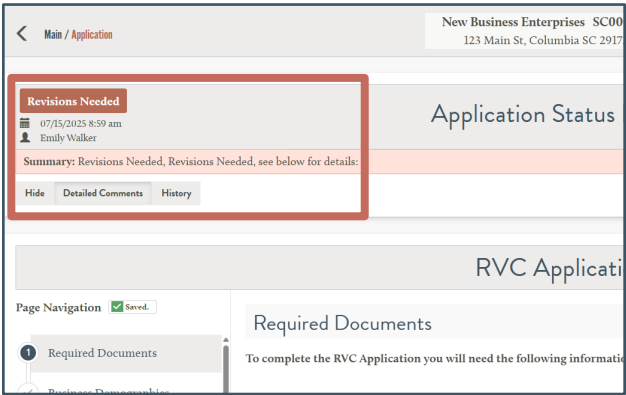 Main / Application
New Business Enterprises SC00
123 Main St, Columbia SC 2917
Revisions Needed
07/15/2025 8:59 am
Emily Walker
Application Status
Summary: Revisions Needed, Revisions Needed, see below for details:
Hide Detailed Comments History
RVC Applicati
Page Navigation Saved.
Required Documents
1 Required Documents
To complete the RVC Application you will need the following informatio
Business Demographics